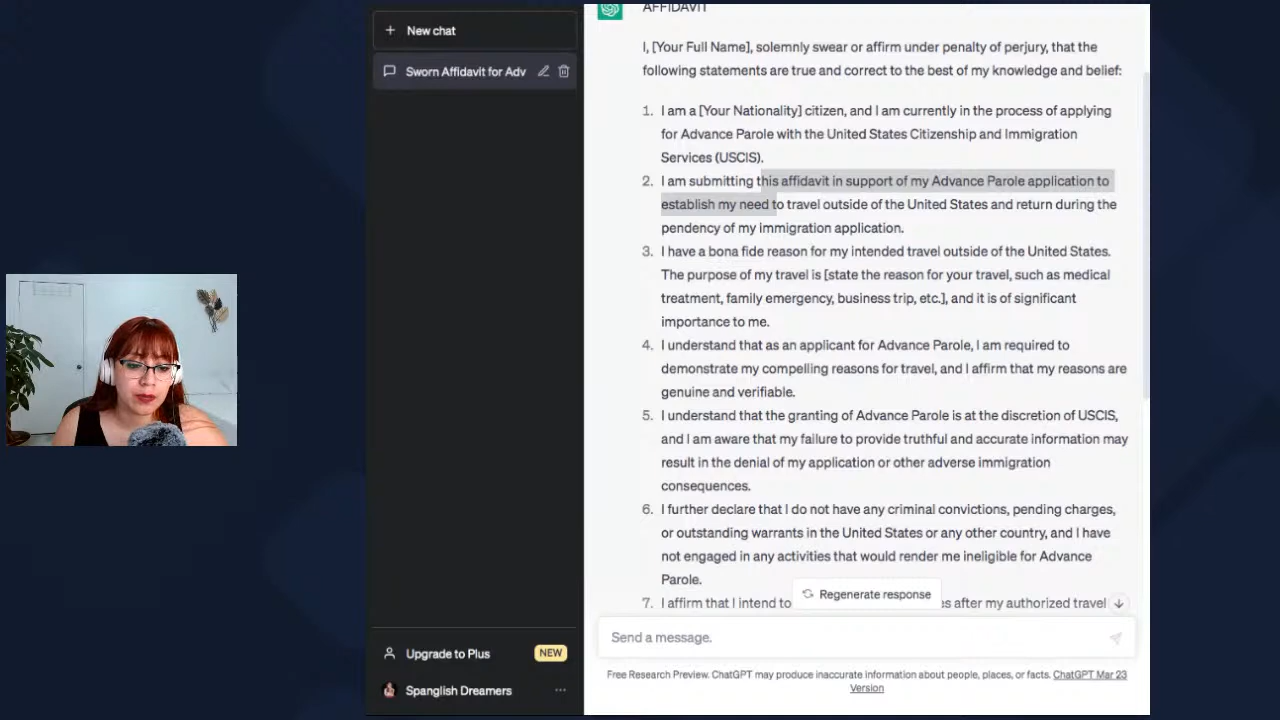 New chat
Sworn Affidavit for Adv
Upgrade to Plus
NEW
Spanglish Dreamers
AFFIDAVIT
I, [Your Full Name], solemnly swear or affirm under penalty of perjury, that the
following statements are true and correct to the best of my knowledge and belief:
1. I am a [Your Nationality] citizen, and I am currently in the process of applying
for Advance Parole with the United States Citizenship and Immigration
Services (USCIS).
2. I am submitting this affidavit in support of my Advance Parole application to
establish my need to travel outside of the United States and return during the
pendency of my immigration application.
3. I have a bona fide reason for my intended travel outside of the United States.
The purpose of my travel is [state the reason for your travel, such as medical
treatment, family emergency, business trip, etc.], and it is of significant
importance to me.
4. I understand that as an applicant for Advance Parole, I am required to
demonstrate my compelling reasons for travel, and I affirm that my reasons are
genuine and verifiable.
5. I understand that the granting of Advance Parole is at the discretion of USCIS,
and I am aware that my failure to provide truthful and accurate information may
result in the denial of my application or other adverse immigration
consequences.
6. I further declare that I do not have any criminal convictions, pending charges,
or outstanding warrants in the United States or any other country, and I have
not engaged in any activities that would render me ineligible for Advance
Parole.
7. I affirm that I intend to es after my authorized travel
Regenerate response
Send a message.
Free Research Preview. ChatGPT may produce inaccurate information about people, places, or facts. ChatGPT Mar 23
Version